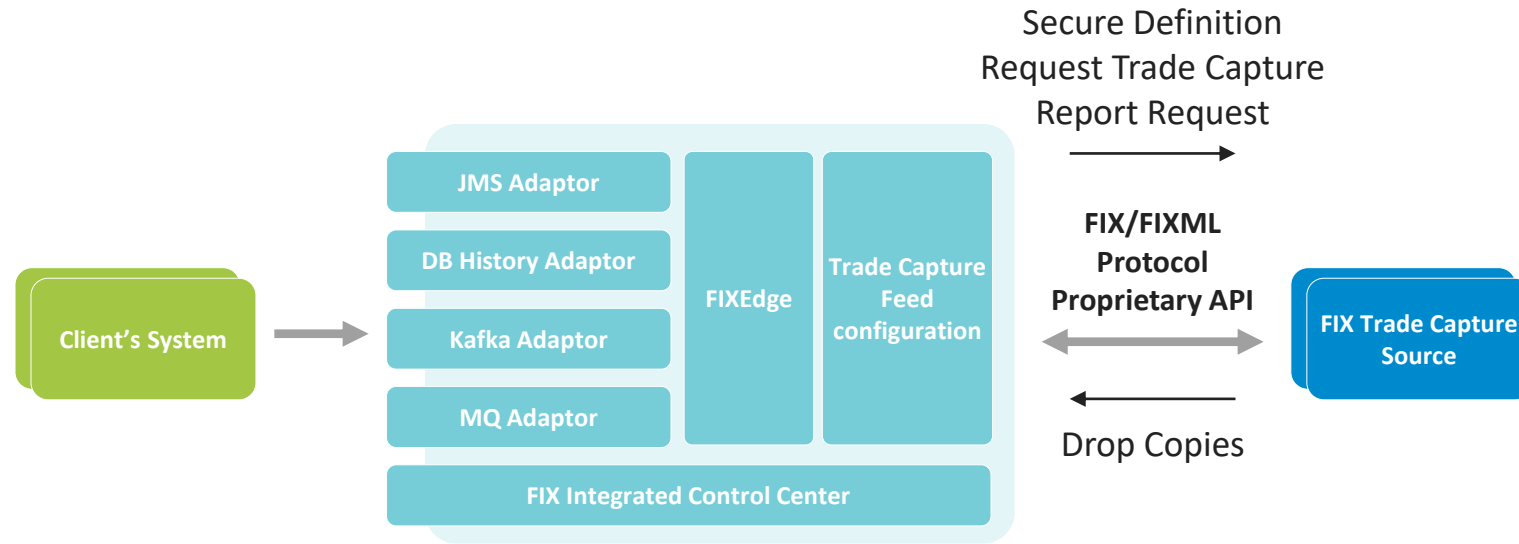 Secure Definition
Request Trade Capture
Report Request
JMS Adaptor
DB History Adaptor
Kafka Adaptor
MQ Adaptor
FIXEdge
Trade Capture
Feed
configuration
FIX Integrated Control Center
Client's System
FIX/FIXML
Protocol
Proprietary API
FIX Trade Capture
Source
Drop Copies